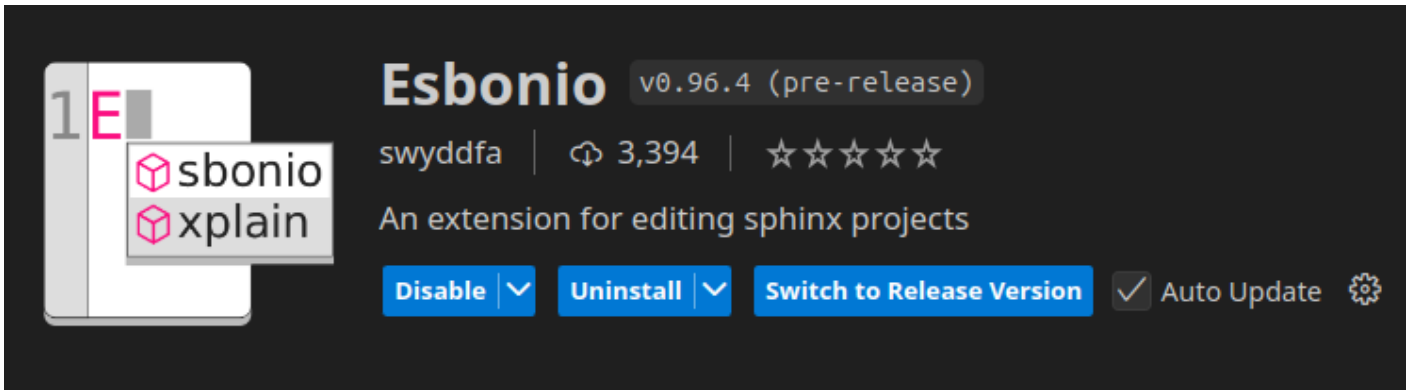 1E
sbonio
xplain
Esbonio v0.96.4 (pre-release)
swyddfa 3,394
An extension for editing sphinx projects
Disable Uninstall Switch to Release Version Auto Update